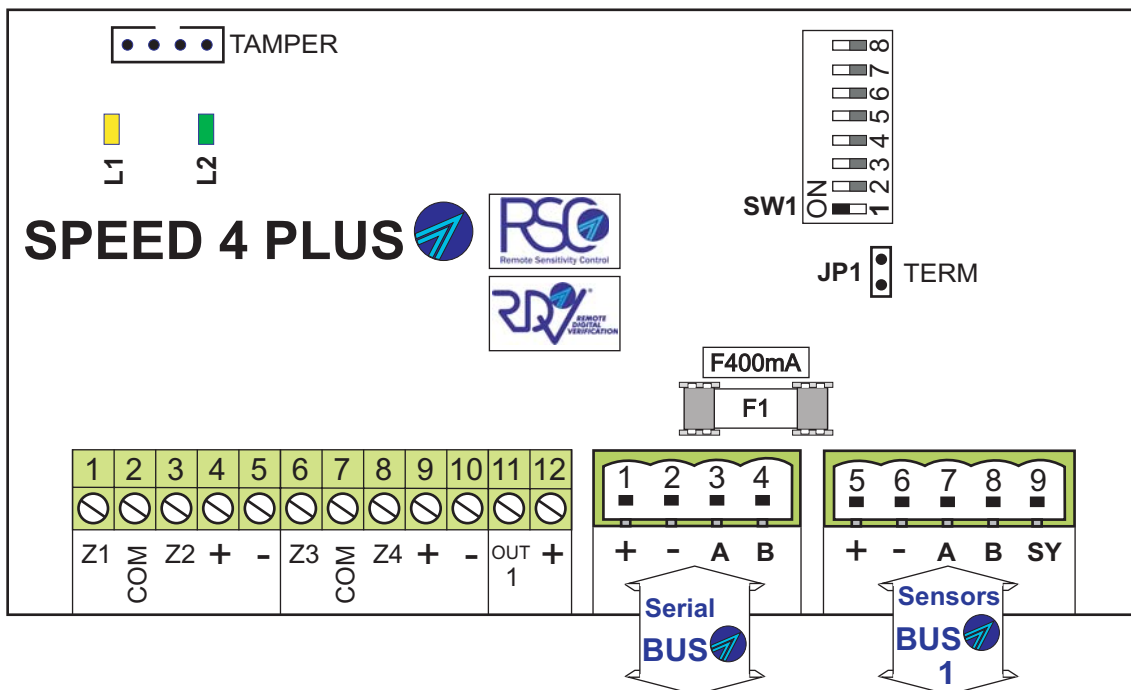 TAMPER
8
7
6
5
4
3
2
1
ON
SW1
L1
L2
SPEED 4 PLUS
RSC
Remote Sensitivity Control
JP1
TERM
RDV®
REMOTE
DIGITAL
VERIFICATION
F400mA
F1
1 2 3 4 5 6 7 8 9 10 11 12
Z1 COM Z2 + - Z3 COM Z4 + - OUT 1 +
1 2 3 4
+ - A B
5 6 7 8 9
+ - A B SY
Serial
BUS
Sensors
BUS
1